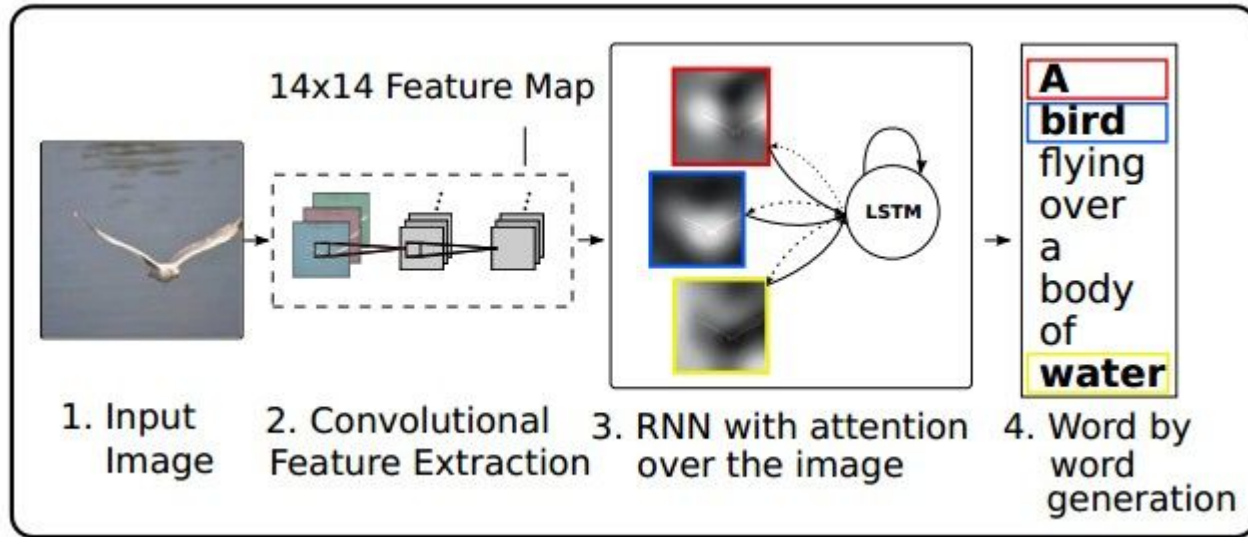 14x14 Feature Map
LSTM
A
bird
flying
over
a
body
of
water
1. Input
Image
2. Convolutional
Feature Extraction
3. RNN with attention
over the image
4. Word by
word
generation